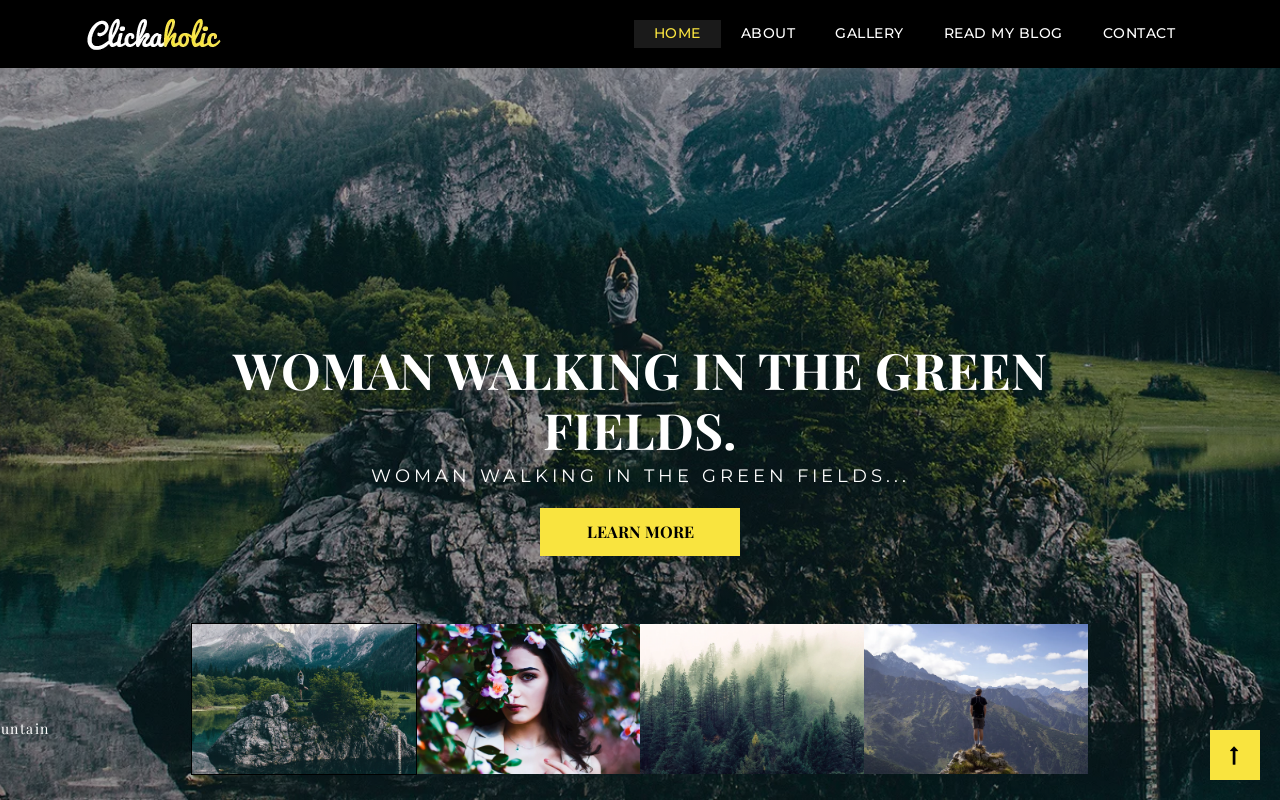 Clickaholic
HOME
ABOUT
GALLERY
READ MY BLOG
CONTACT
WOMAN WALKING IN THE GREEN
FIELDS.
WOMAN WALKING IN THE GREEN FIELDS...
LEARN MORE
untain